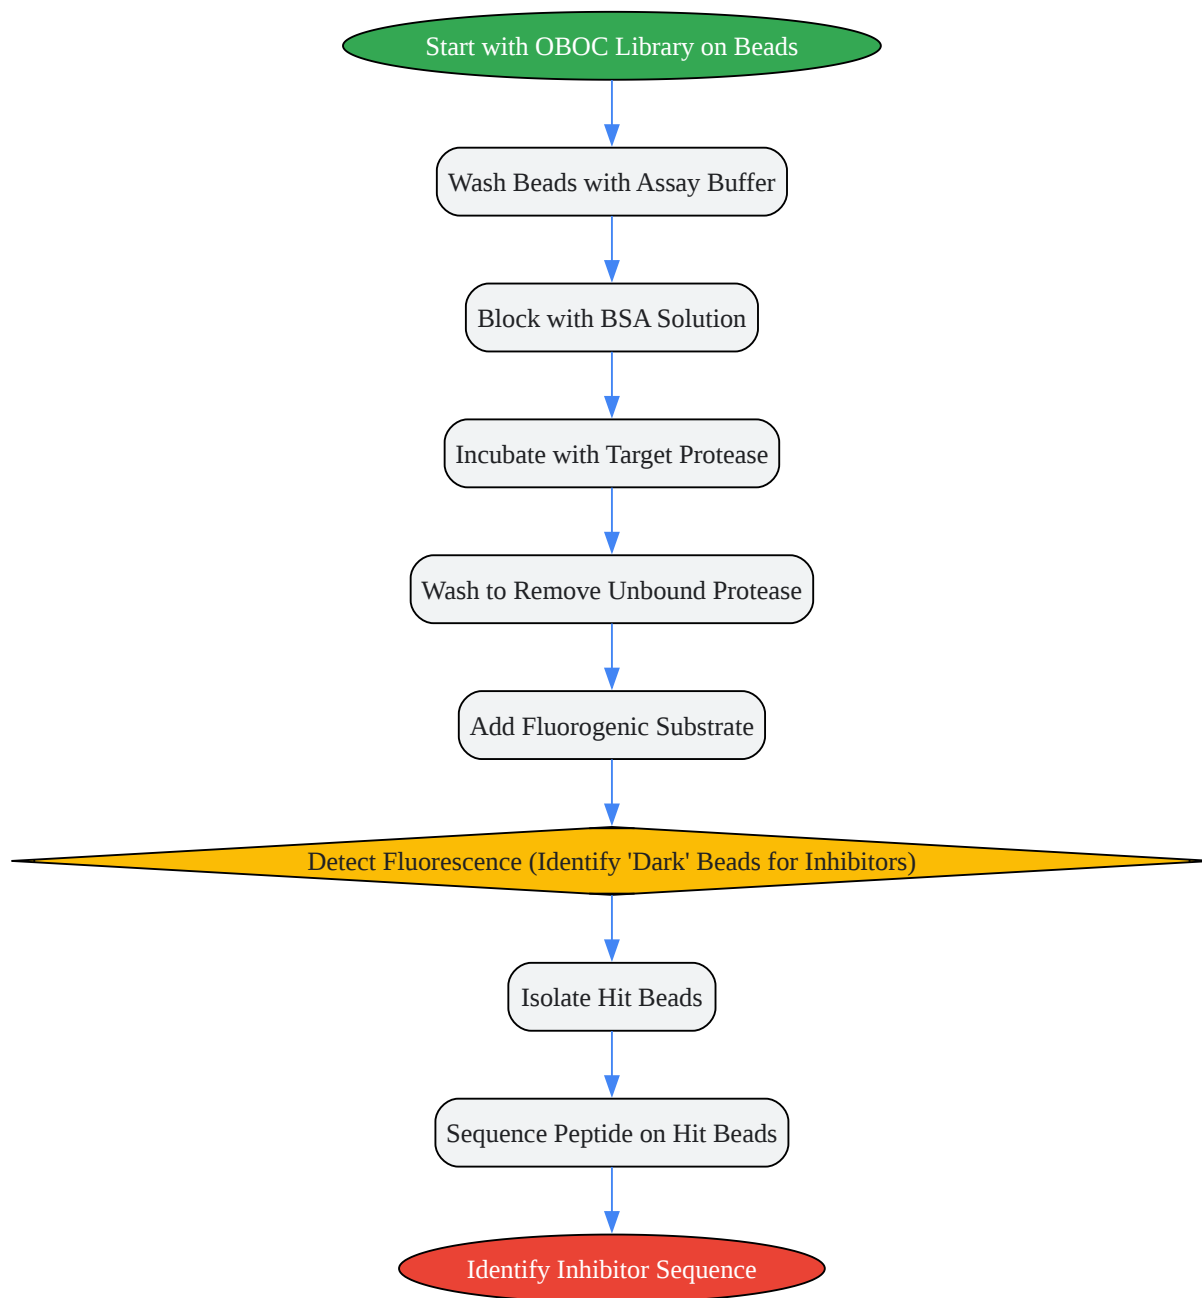 Start with OBOC Library on Beads
Wash Beads with Assay Buffer
Block with BSA Solution
Incubate with Target Protease
Wash to Remove Unbound Protease
Add Fluorogenic Substrate
Detect Fluorescence (Identify 'Dark' Beads for Inhibitors)
Isolate Hit Beads
Sequence Peptide on Hit Beads
Identify Inhibitor Sequence